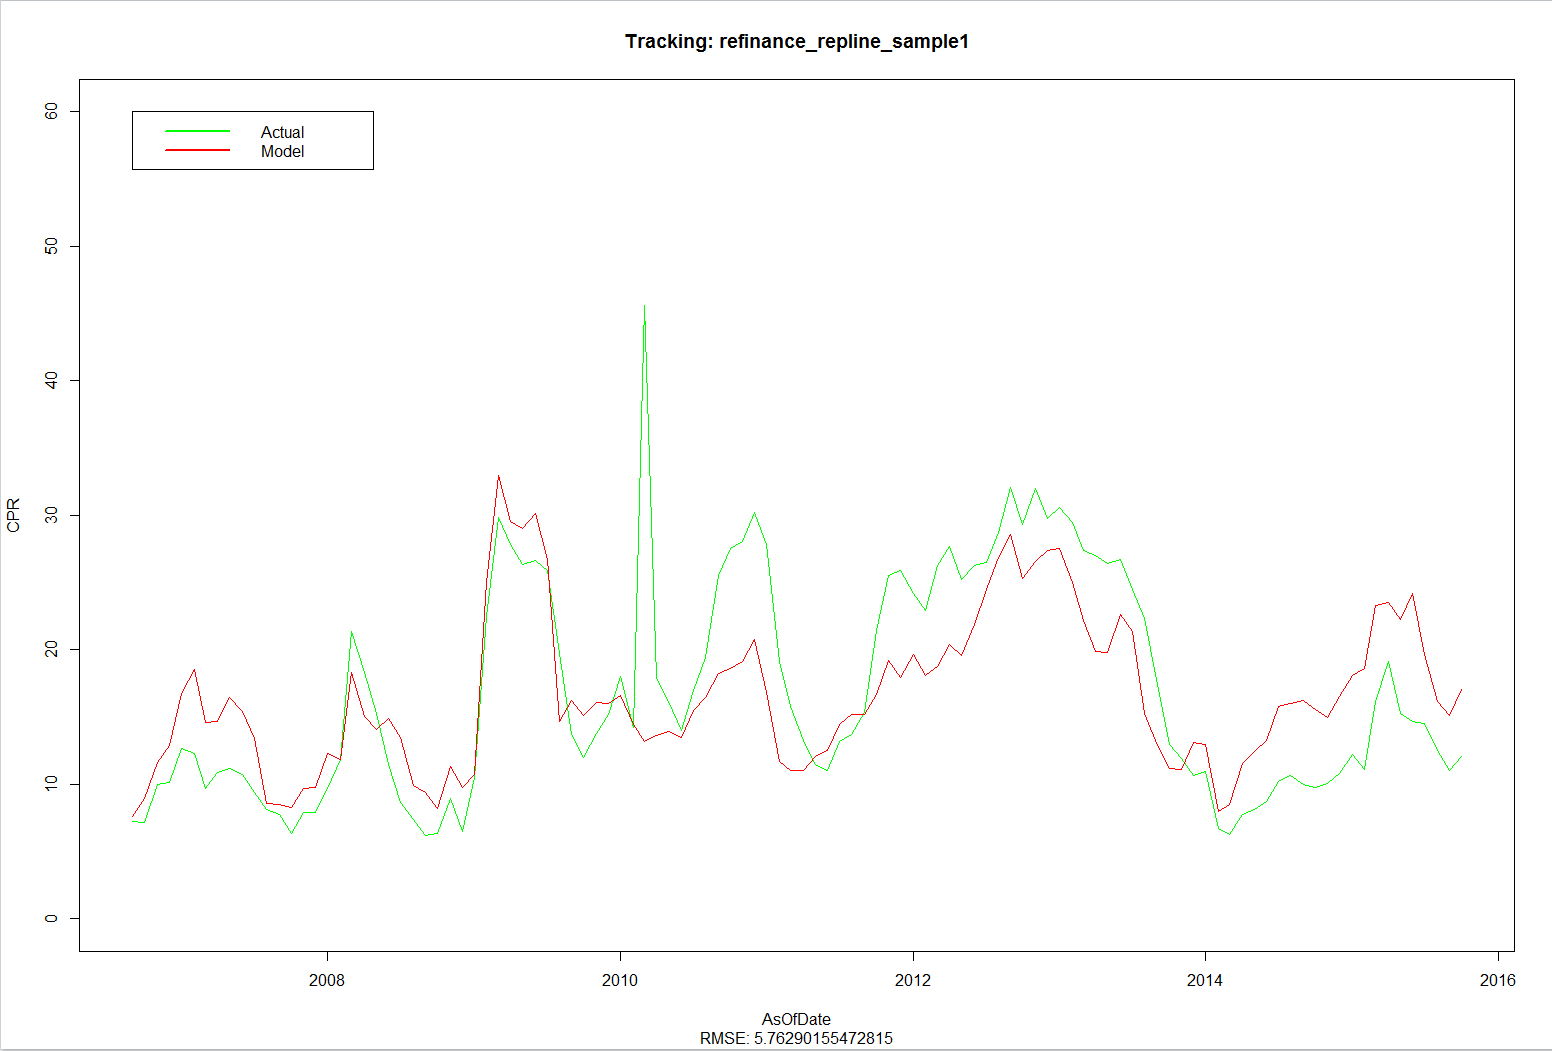 Tracking: refinance_repline_sample1
60
50
40
30
20
10
0
CPR
Actual
Model
2008 2010 2012 2014 2016
AsOfDate
RMSE: 5.76290155472815